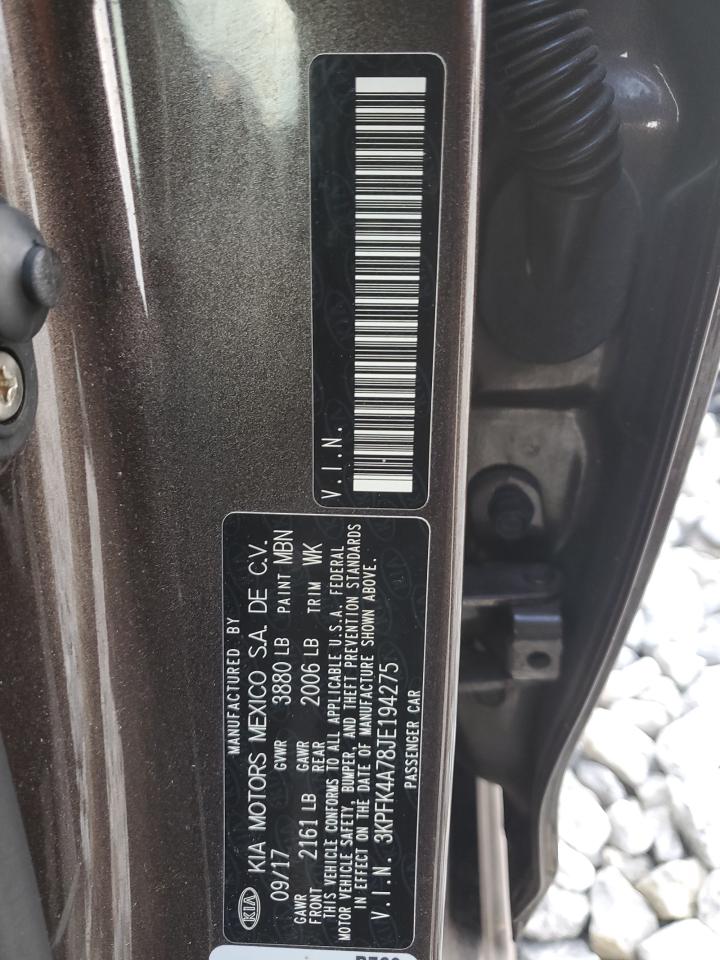 V.I.N.
MANUFACTURED BY
KIA KIA MOTORS MEXICO S.A. DE C.V.
09/17 GVWR 3880 LB PAINT MBN
GAWR FRONT 2161 LB GAWR REAR 2006 LB TRIM WK
THIS VEHICLE CONFORMS TO ALL APPLICABLE U.S.A. FEDERAL
MOTOR VEHICLE SAFETY, BUMPER, AND THEFT PREVENTION STANDARDS
IN EFFECT ON THE DATE OF MANUFACTURE SHOWN ABOVE.
V.I.N. 3KPFK4A78JE194275
PASSENGER CAR